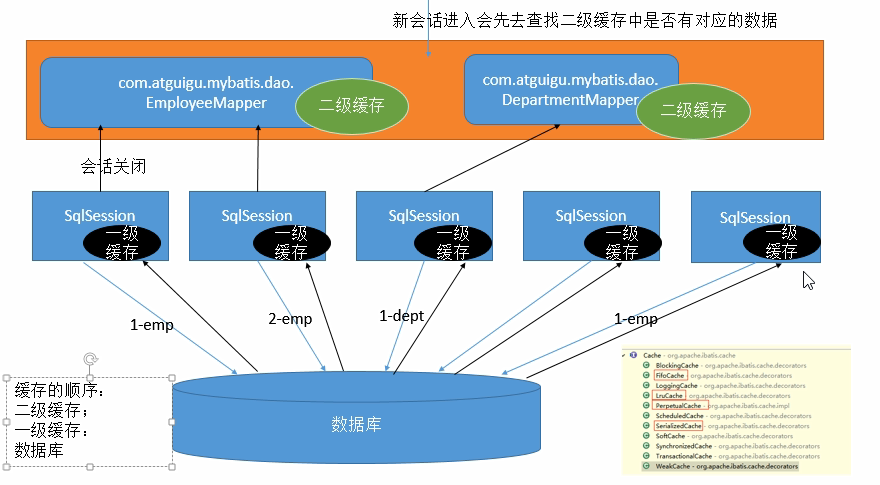 新会话进入会先去查找二级缓存中是否有对应的数据
com.atguigu.mybatis.dao.
EmployeeMapper
二级缓存
com.atguigu.mybatis.dao.
DepartmentMapper
二级缓存
会话关闭
SqlSession
一级
缓存
SqlSession
一级
缓存
SqlSession
一级
缓存
SqlSession
一级
缓存
SqlSession
一级
缓存
1-emp
2-emp
1-dept
1-emp
缓存的顺序：
二级缓存；
一级缓存：
数据库
数据库
Cache - org.apache.ibatis.cache
BlockingCache - org.apache.ibatis.cache.decorators
FifoCache - org.apache.ibatis.cache.decorators
LoggingCache - org.apache.ibatis.cache.decorators
LruCache - org.apache.ibatis.cache.decorators
PerpetualCache - org.apache.ibatis.cache.impl
ScheduledCache - org.apache.ibatis.cache.decorators
SerializedCache - org.apache.ibatis.cache.decorators
SoftCache - org.apache.ibatis.cache.decorators
SynchronizedCache - org.apache.ibatis.cache.decorators
TransactionalCache - org.apache.ibatis.cache.decorators
WeakCache - org.apache.ibatis.cache.decorators